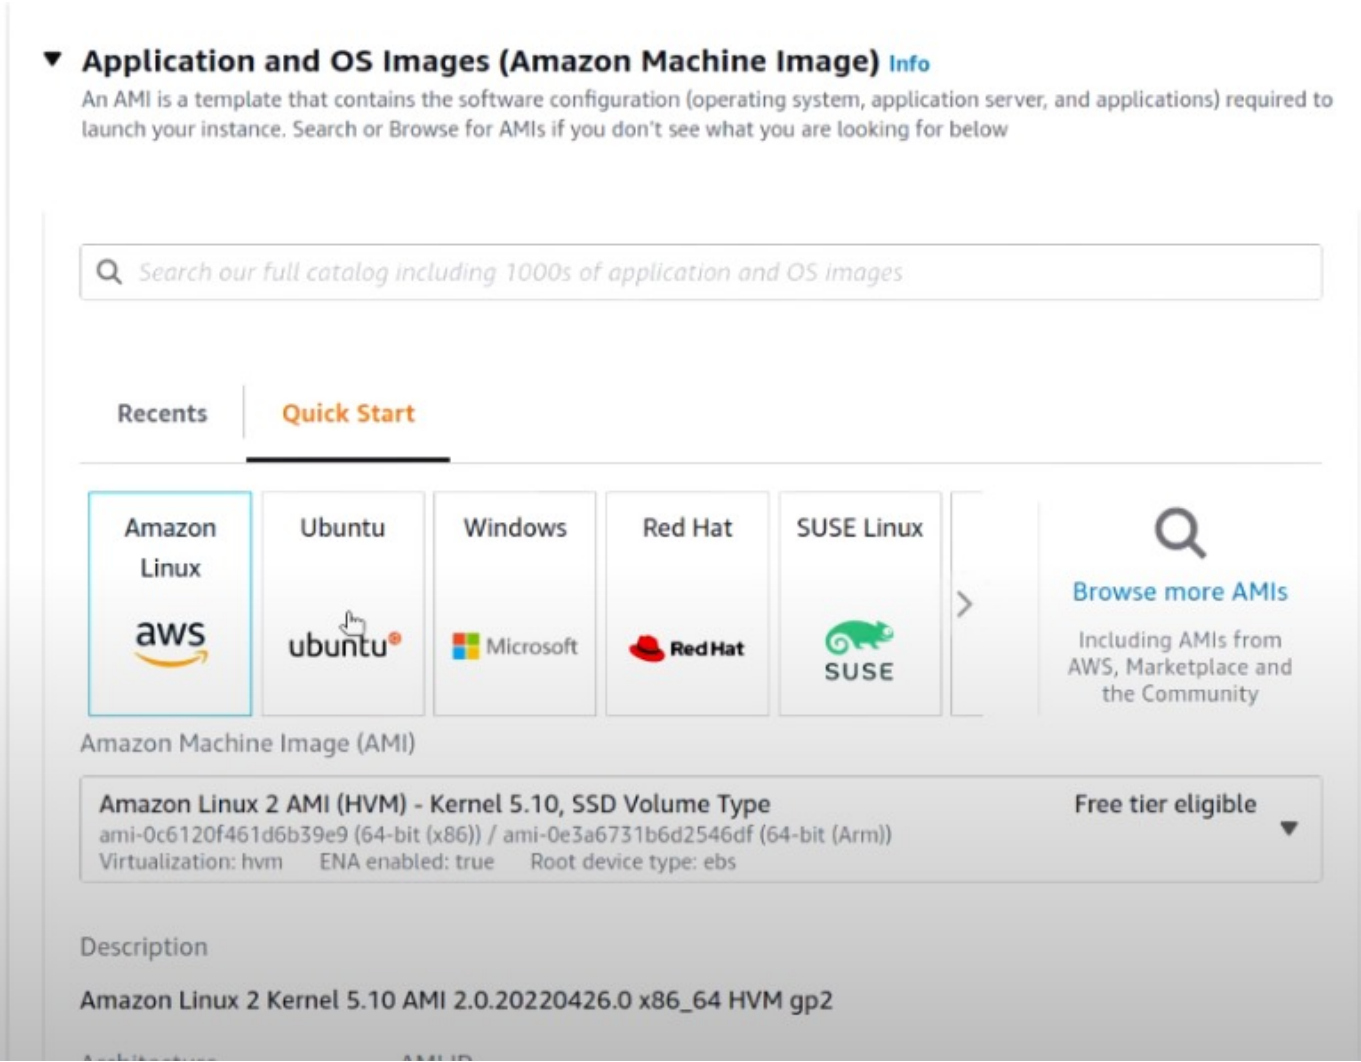 Application and OS Images (Amazon Machine Image) Info
An AMI is a template that contains the software configuration (operating system, application server, and applications) required to
launch your instance. Search or Browse for AMIs if you don't see what you are looking for below
Search our full catalog including 1000s of application and OS images
Recents
Quick Start
Amazon
Linux
aws
Ubuntu
ubuntu
Windows
Microsoft
Red Hat
Red Hat
SUSE Linux
SUSE
Browse more AMIs
Including AMIs from
AWS, Marketplace and
the Community
Amazon Machine Image (AMI)
Amazon Linux 2 AMI (HVM) - Kernel 5.10, SSD Volume Type
Free tier eligible
ami-0c6120f461d6b39e9 (64-bit (x86)) / ami-0e3a6731b6d2546df (64-bit (Arm))
Virtualization: hvm ENA enabled: true Root device type: ebs
Description
Amazon Linux 2 Kernel 5.10 AMI 2.0.20220426.0 x86_64 HVM gp2